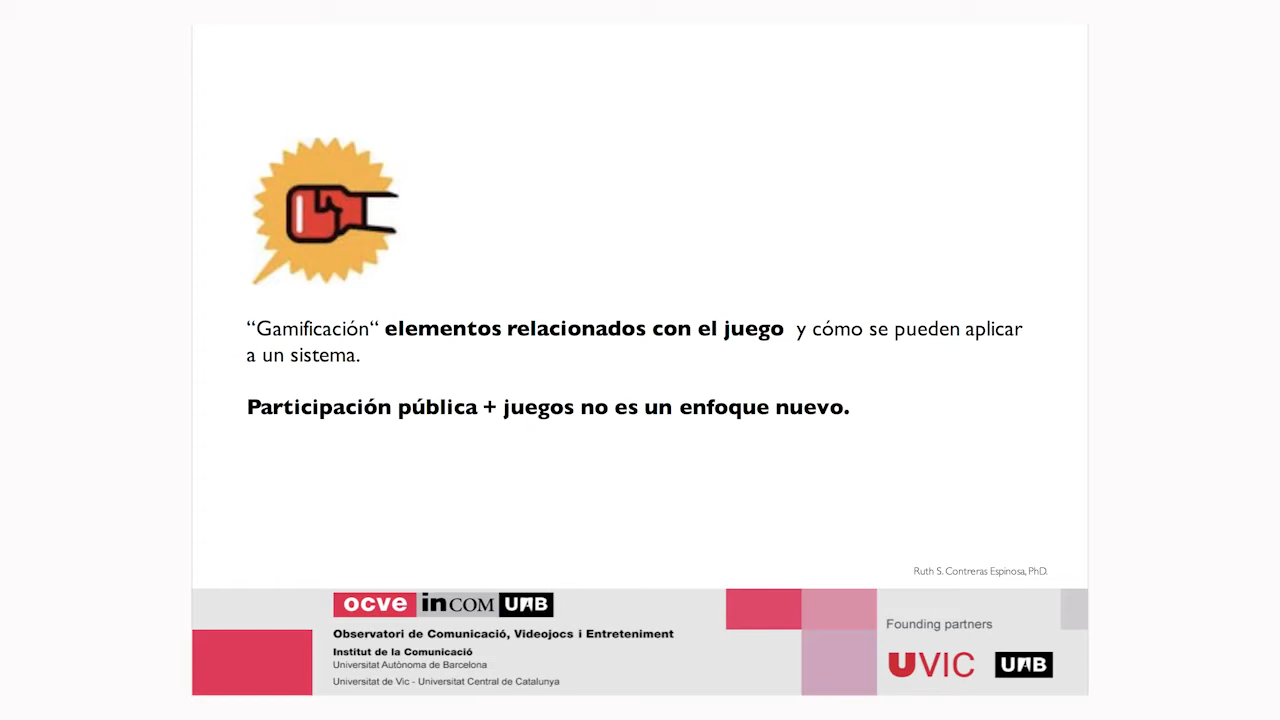 “Gamificación“ elementos relacionados con el juego y cómo se pueden aplicar
a un sistema.
Participación pública + juegos no es un enfoque nuevo.
Ruth S. Contreras Espinosa, PhD.
ocve inCOM UAB
Observatori de Comunicació, Videojocs i Entreteniment
Institut de la Comunicació
Universitat Autònoma de Barcelona
Universitat de Vic - Universitat Central de Catalunya
Founding partners
UVIC UAB